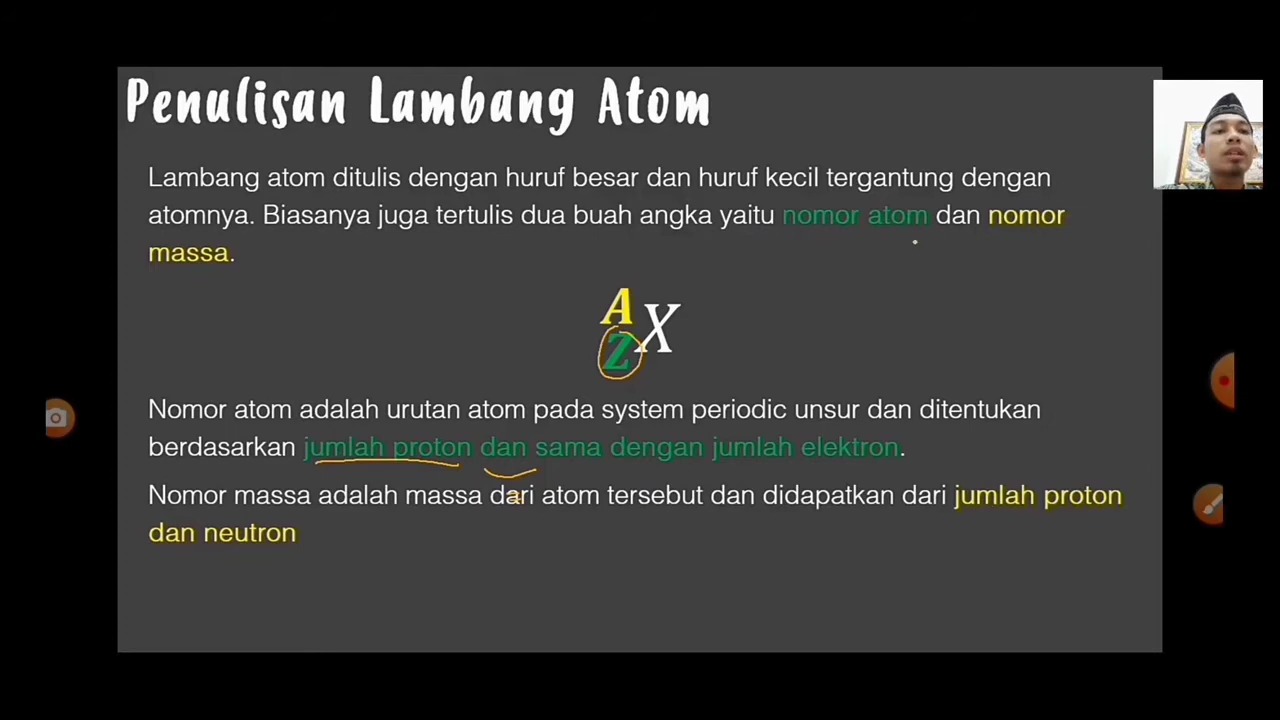 Penulisan Lambang Atom
Lambang atom ditulis dengan huruf besar dan huruf kecil tergantung dengan
atomnya. Biasanya juga tertulis dua buah angka yaitu nomor atom dan nomor
massa.
A
Z X
Nomor atom adalah urutan atom pada system periodic unsur dan ditentukan
berdasarkan jumlah proton dan sama dengan jumlah elektron.
Nomor massa adalah massa dari atom tersebut dan didapatkan dari jumlah proton
dan neutron